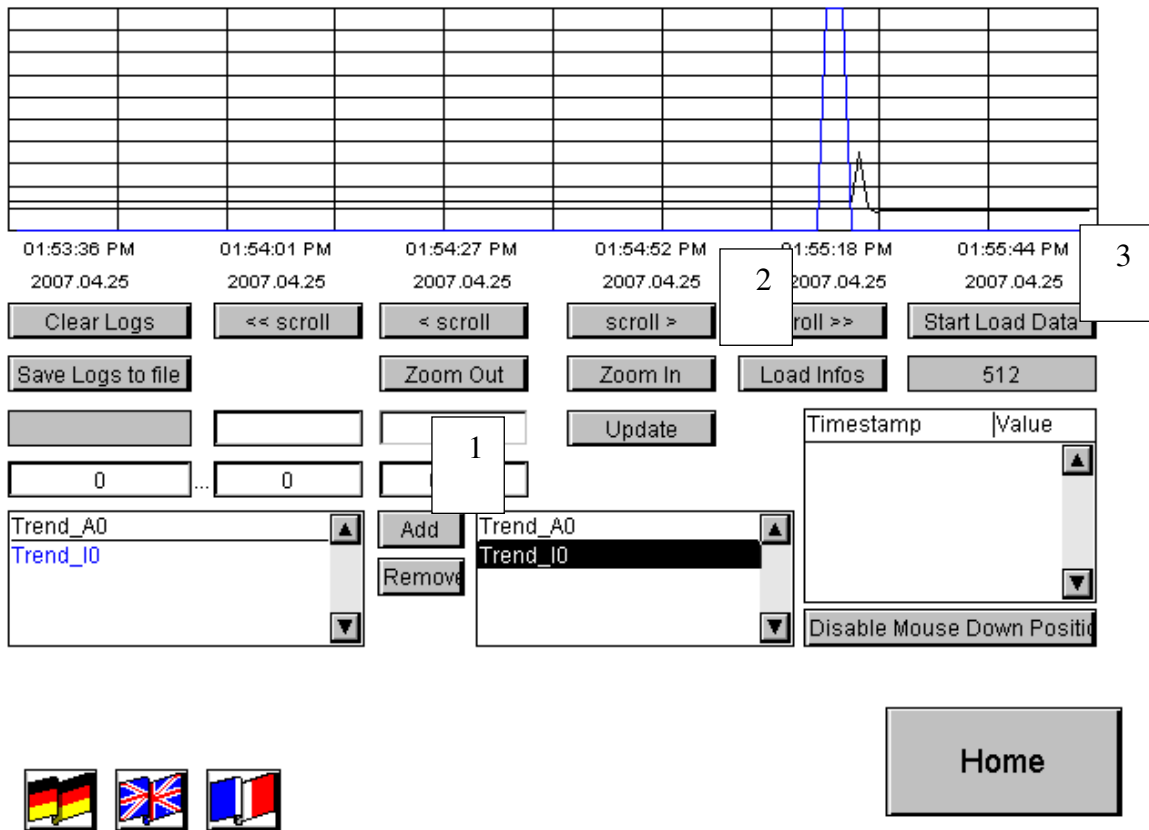 01:53:36 PM 01:54:01 PM 01:54:27 PM 01:54:52 PM 01:55:18 PM 01:55:44 PM
2007.04.25 2007.04.25 2007.04.25 2007.04.25 2007.04.25 2007.04.25
3
2
Clear Logs << scroll < scroll scroll > roll >> Start Load Data
Save Logs to file Zoom Out Zoom In Load Infos 512
1
Update Timestamp Value
0 ... 0
Trend_A0 Add Trend_A0
Trend_I0 Trend_I0
Remove
Disable Mouse Down Positio
Home